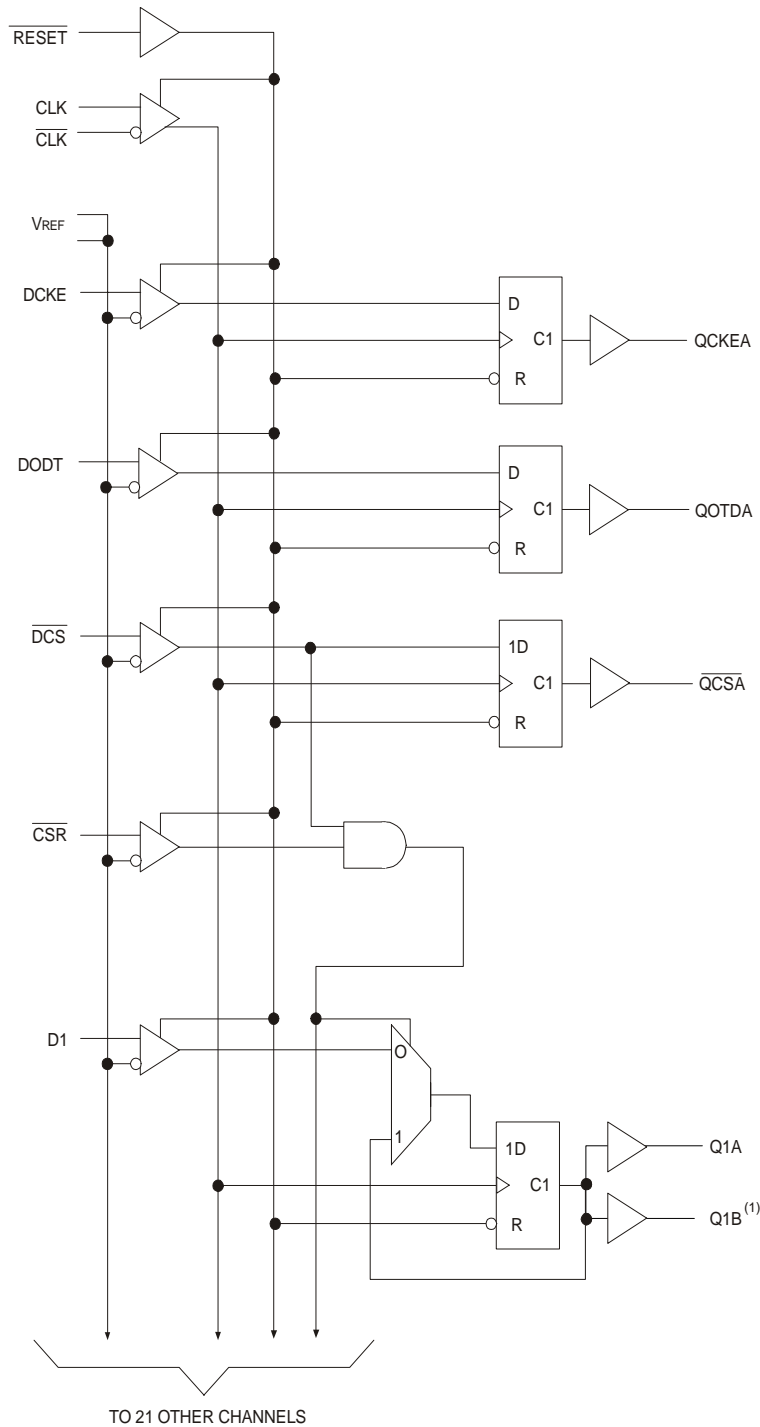 RESET
CLK
CLK
VREF
DCKE
D
C1
R
QCKEA
DODT
D
C1
R
QOTDA
DCS
1D
C1
R
QCSA
CSR
D1
O
1
1D
C1
R
Q1A
Q1B(1)
TO 21 OTHER CHANNELS